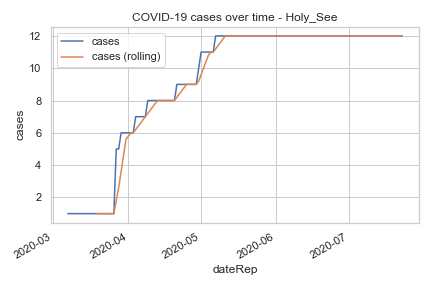 COVID-19 cases over time - Holy_See
cases
cases (rolling)
12
10
8
6
4
2
cases
2020-03
2020-04
2020-05
2020-06
2020-07
dateRep